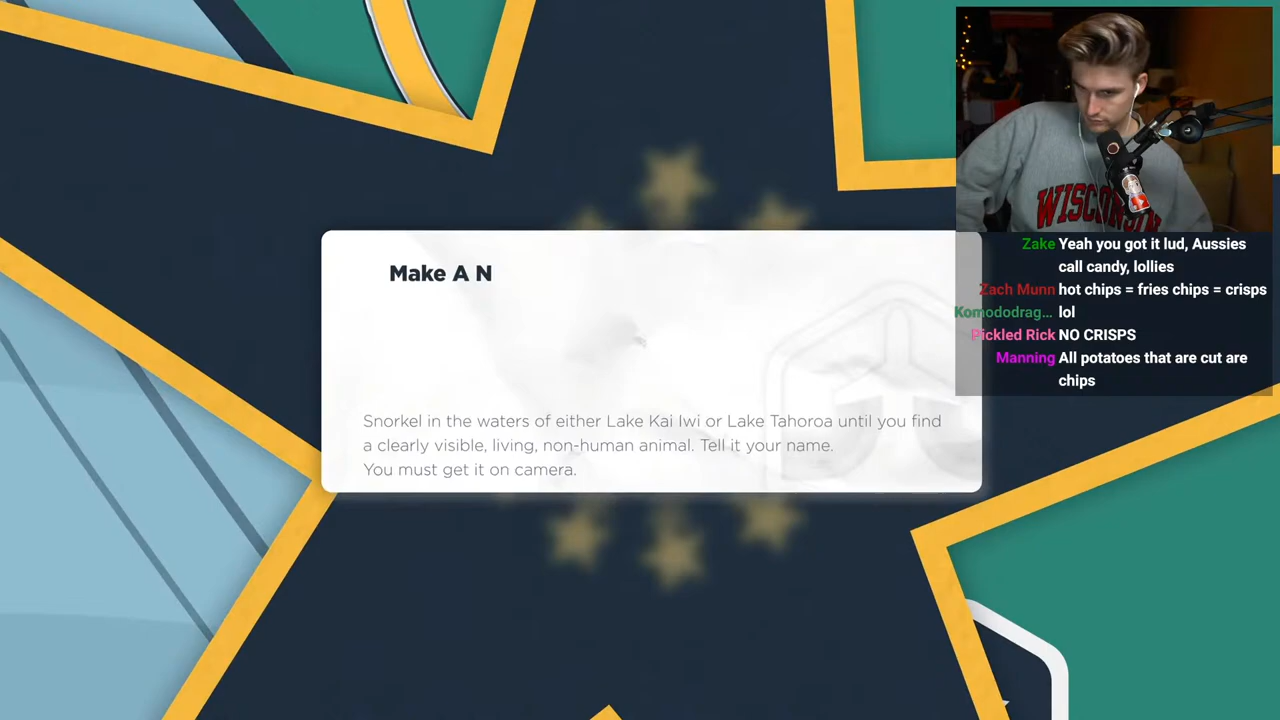 Make A N
Snorkel in the waters of either Lake Kai Iwi or Lake Tahoroa until you find
a clearly visible, living, non-human animal. Tell it your name.
You must get it on camera.
WISCONSIN
Zake Yeah you got it lud, Aussies
call candy, lollies
Zach Munn hot chips = fries chips = crisps
Komododrag... lol
Pickled Rick NO CRISPS
Manning All potatoes that are cut are
chips